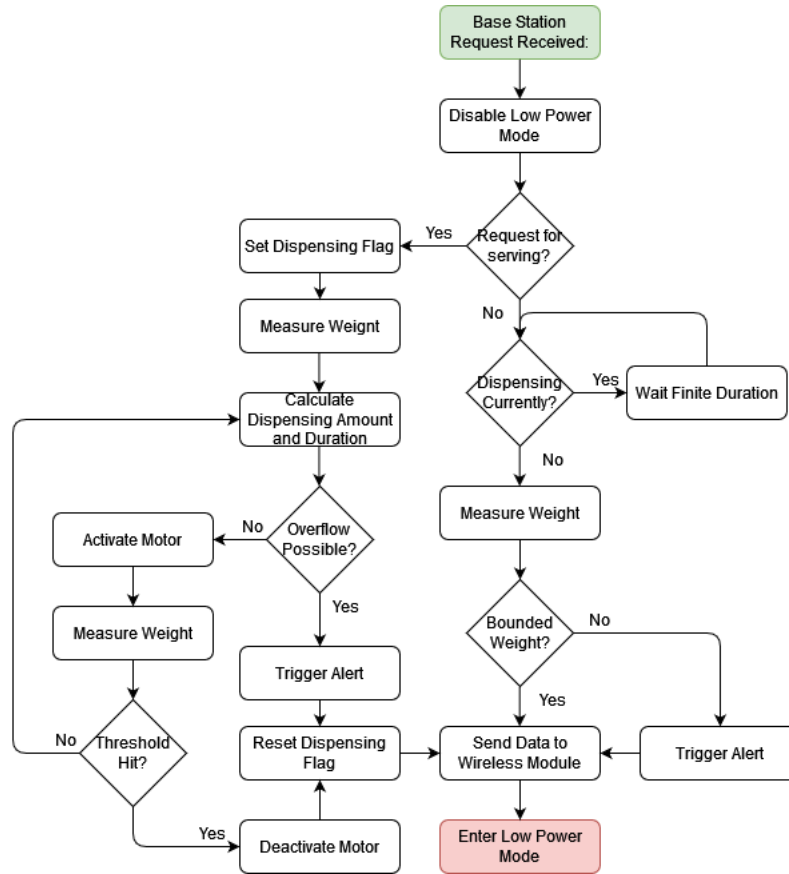 Base Station
Request Received:
Disable Low Power
Mode
Request for
serving?
Yes
Set Dispensing Flag
No
Measure Weignt
Dispensing
Currently?
Yes
Wait Finite Duration
Calculate
Dispensing Amount
and Duration
No
Measure Weight
Overflow
Possible?
No
Activate Motor
Yes
Measure Weight
Bounded
Weight?
No
Yes
Trigger Alert
Threshold
Hit?
No
Reset Dispensing
Flag
Send Data to
Wireless Module
Trigger Alert
Yes
Deactivate Motor
Enter Low Power
Mode